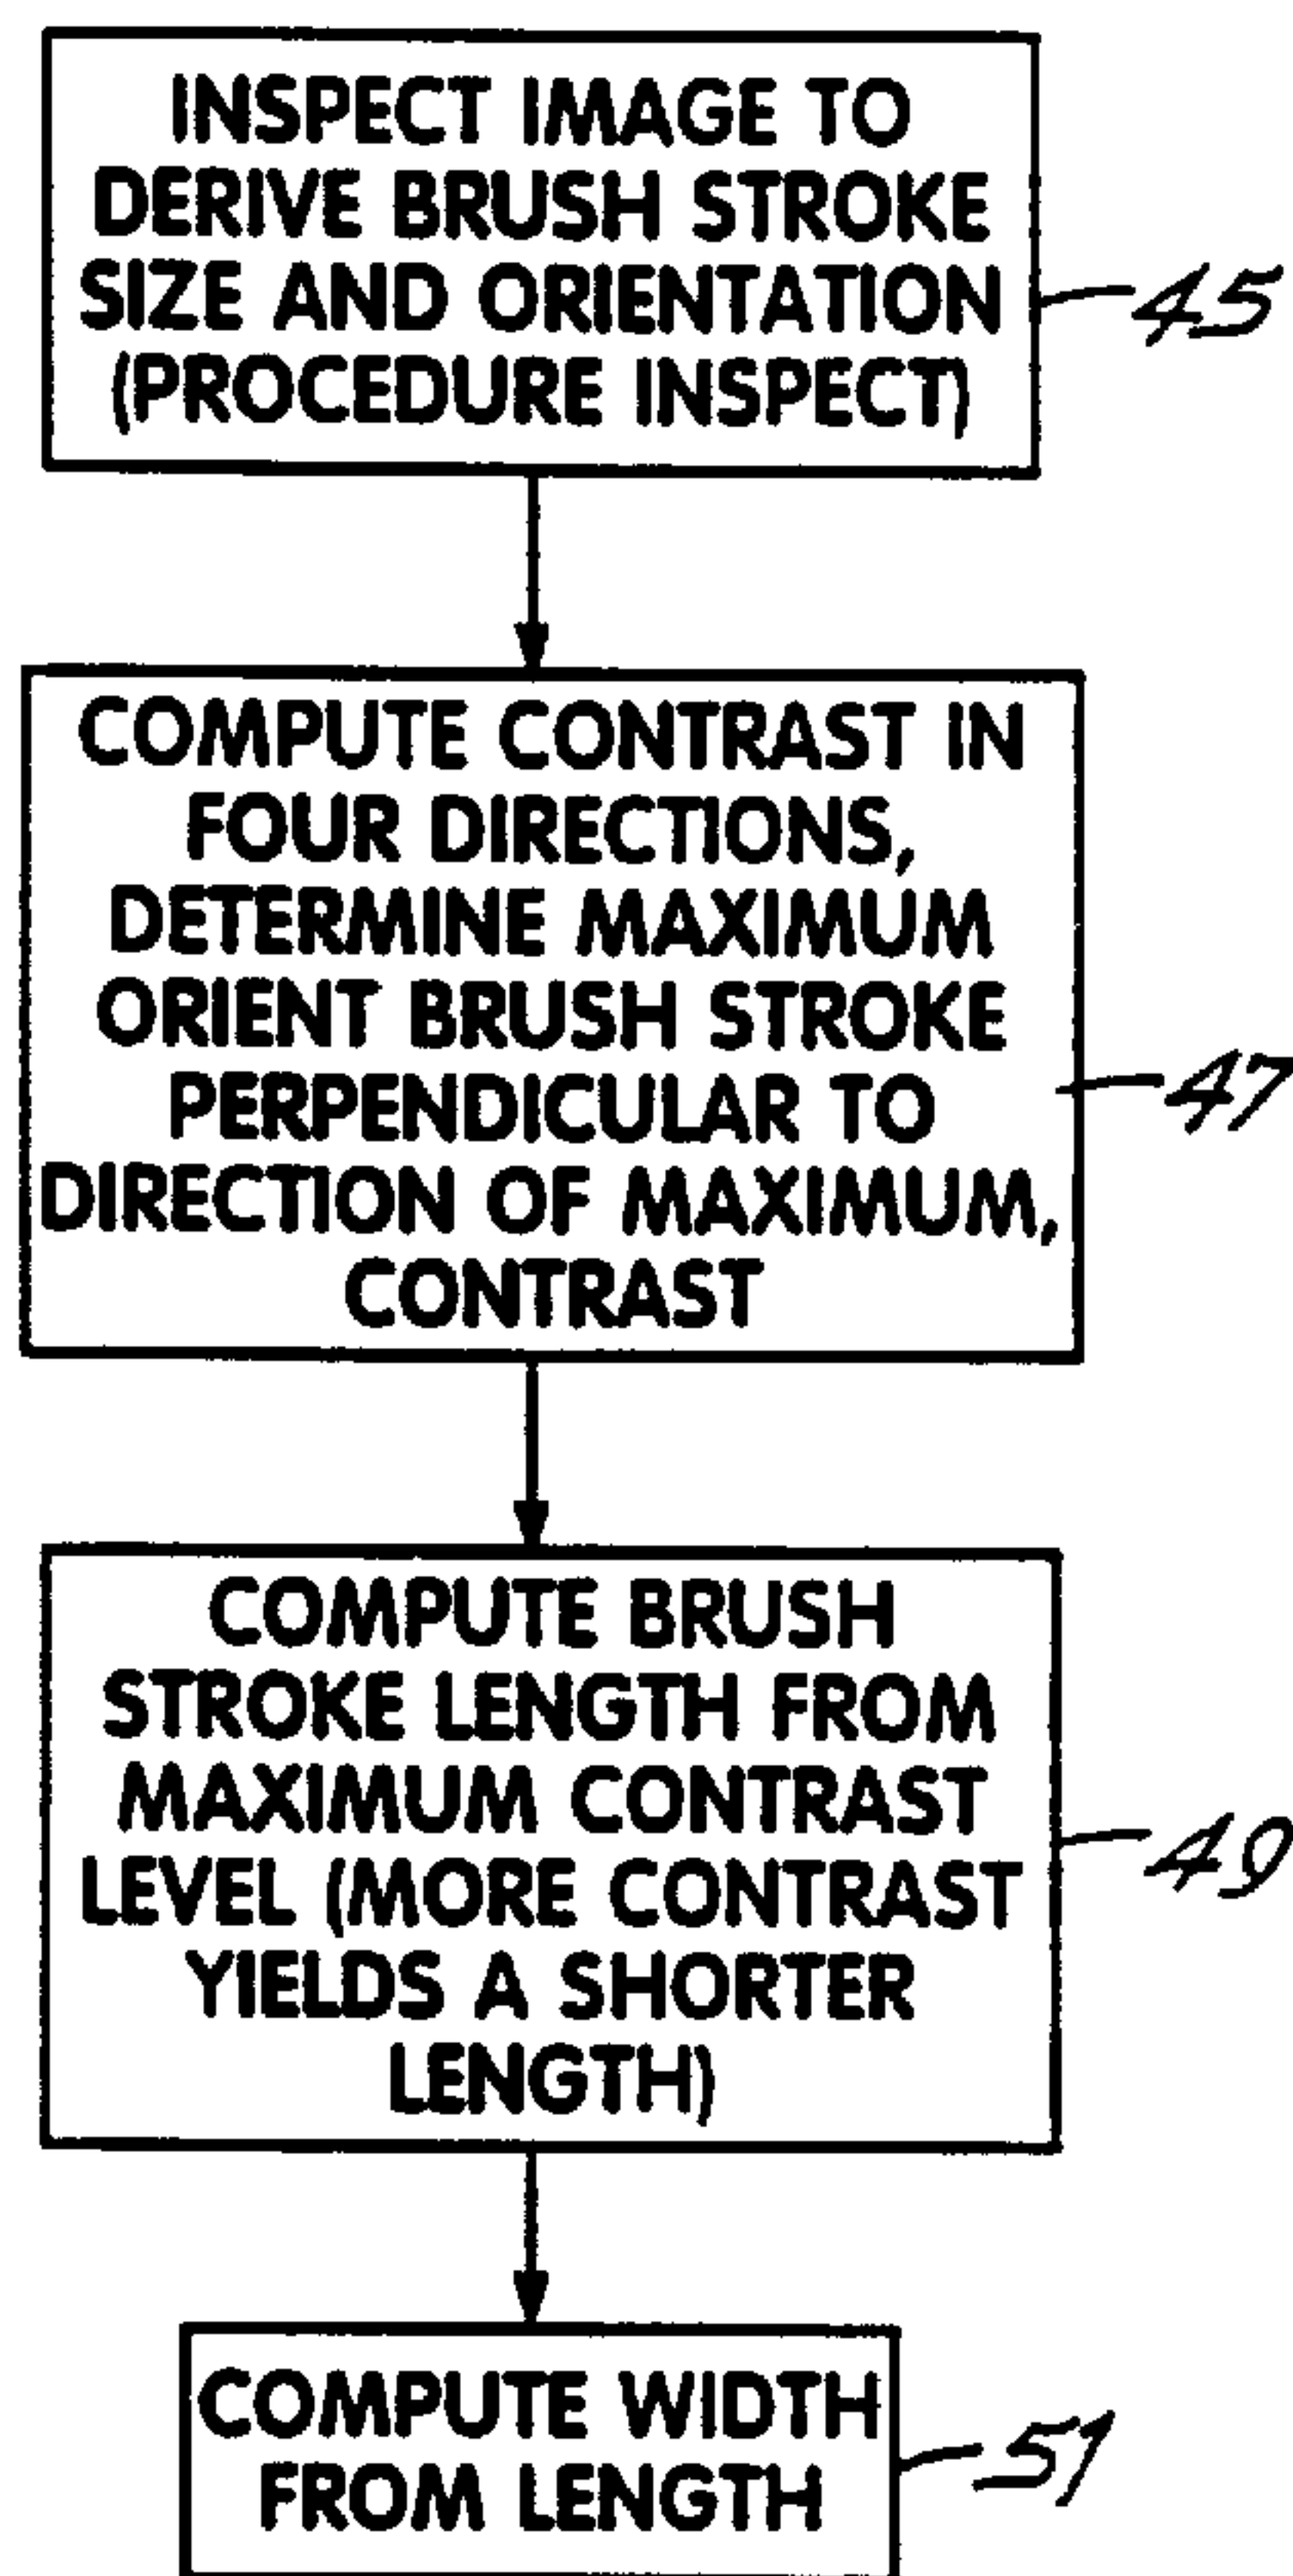 INSPECT IMAGE TO
DERIVE BRUSH STROKE
SIZE AND ORIENTATION
(PROCEDURE INSPECT)
45
COMPUTE CONTRAST IN
FOUR DIRECTIONS,
DETERMINE MAXIMUM
ORIENT BRUSH STROKE
PERPENDICULAR TO
DIRECTION OF MAXIMUM,
CONTRAST
47
COMPUTE BRUSH
STROKE LENGTH FROM
MAXIMUM CONTRAST
LEVEL (MORE CONTRAST
YIELDS A SHORTER
LENGTH)
49
COMPUTE WIDTH
FROM LENGTH
51